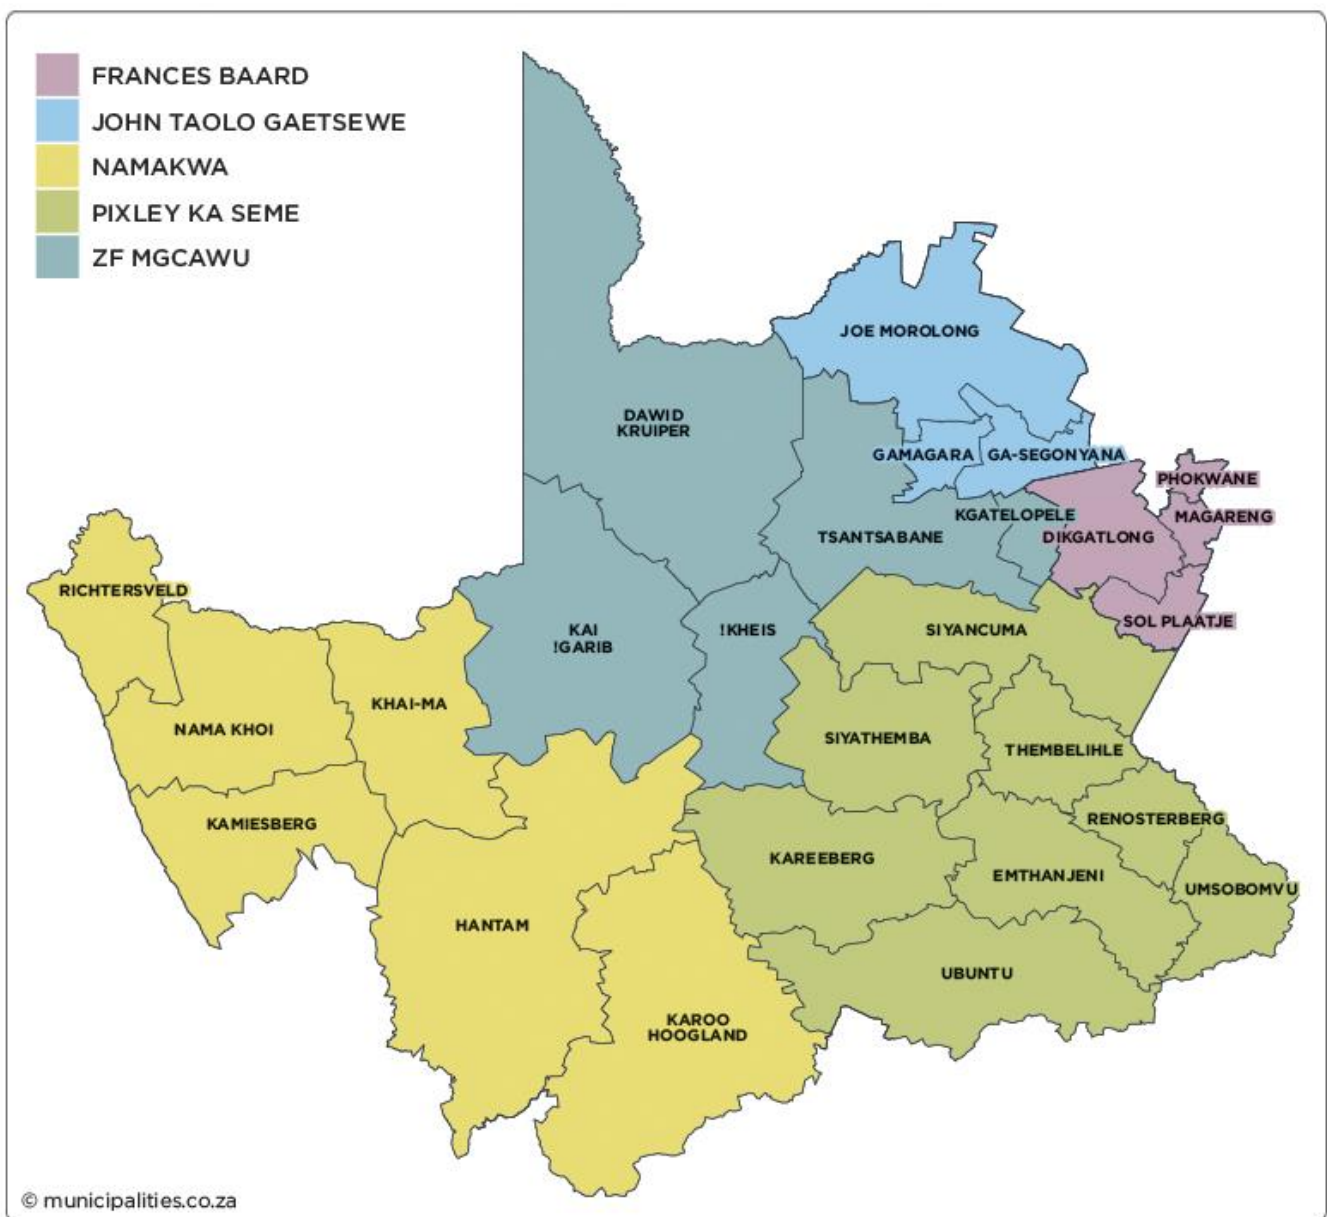 FRANCES BAARD
JOHN TAOLO GAETSEWE
NAMAKWA
PIXLEY KA SEME
ZF MGCAWU
JOE MOROLONG
DAWID
KRUIPER
GAMAGARA
GA-SEGONYANA
PHOKWANE
KGATELOPELE
MAGARENG
TSANTSABANE
DIKGATLONG
RICHTERSVELD
KAI
!GARIB
!KHEIS
SIYANCUMA
SOL PLAATJE
KHAI-MA
NAMA KHOI
SIYATHEMBA
THEMBELIHLE
KAMIESBERG
RENOSTERBERG
KAREEBERG
EMTHANJENI
UMSOBOMVU
HANTAM
UBUNTU
KAROO
HOOGLAND
© municipalities.co.za